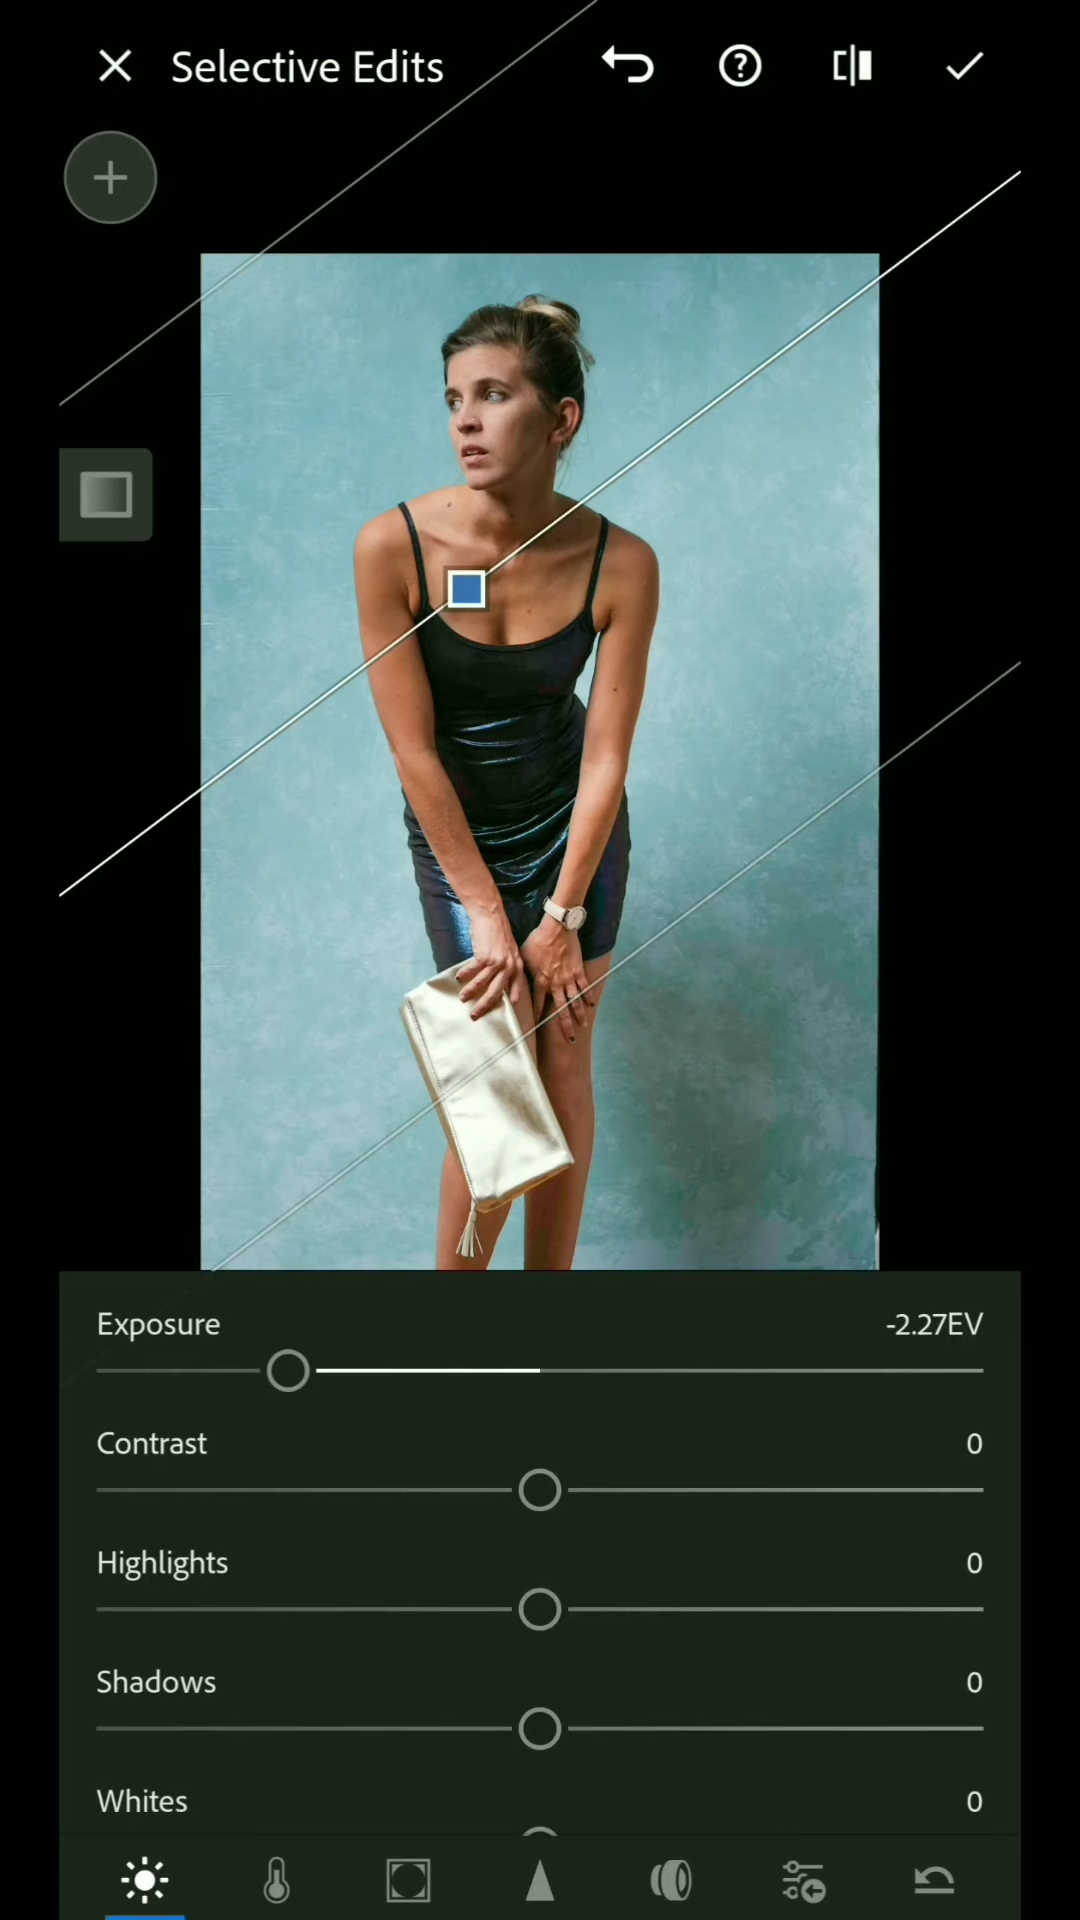 Selective Edits
Exposure -2.27EV
Contrast 0
Highlights 0
Shadows 0
Whites 0